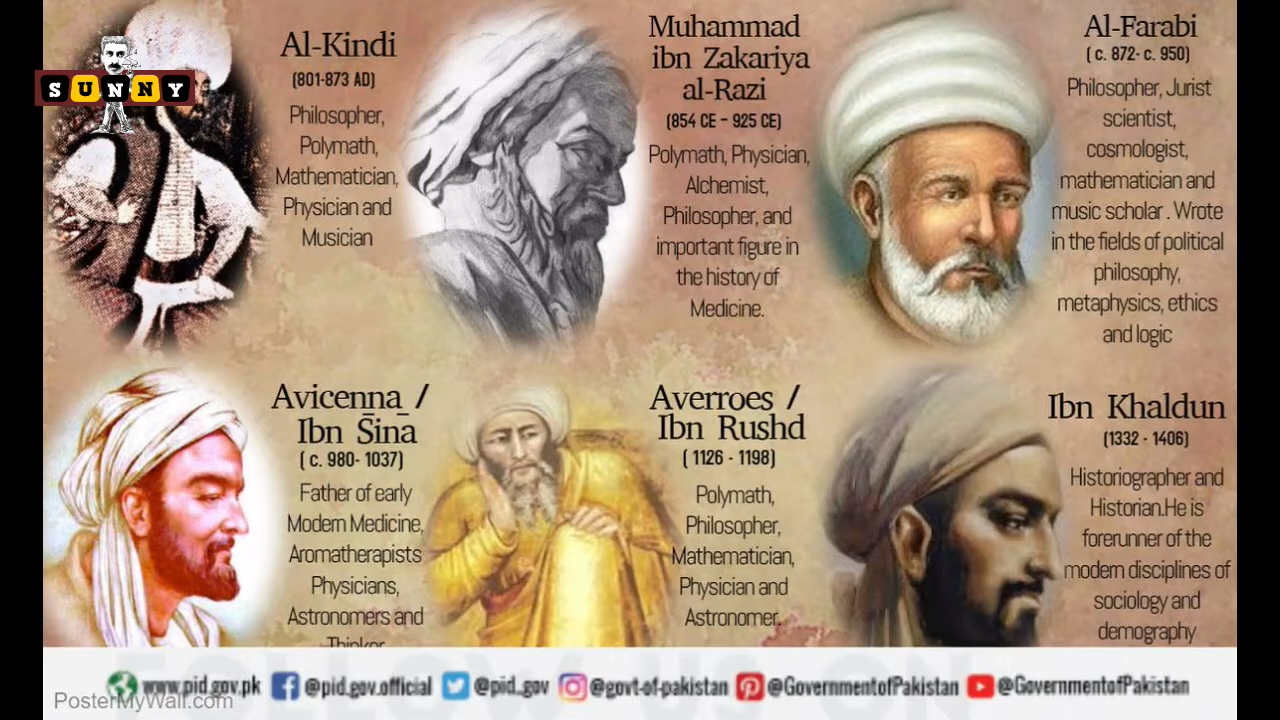 SUNNY
Al-Kindi
(801-873 AD)
Philosopher,
Polymath,
Mathematician,
Physician and
Musician
Muhammad
ibn Zakariya
al-Razi
(854 CE – 925 CE)
Polymath, Physician,
Alchemist,
Philosopher, and
important figure in
the history of
Medicine.
Al-Farabi
( c. 872- c. 950)
Philosopher, Jurist
scientist,
cosmologist,
mathematician and
music scholar . Wrote
in the fields of political
philosophy,
metaphysics, ethics
and logic
Avicenna /
Ibn Sīnā
( c. 980- 1037)
Father of early
Modern Medicine,
Aromatherapists
Physicians,
Astronomers and
Thinker
Averroes /
Ibn Rushd
( 1126 - 1198)
Polymath,
Philosopher,
Mathematician,
Physician and
Astronomer.
Ibn Khaldun
(1332 - 1406)
Historiographer and
Historian.He is
forerunner of the
modern disciplines of
sociology and
demography
FOLLOW US ON
www.pid.gov.pk @pid.gov.official @pid_gov @govt-of-pakistan @GovernmentofPakistan @GovernmentofPakistan
PosterMyWall.com